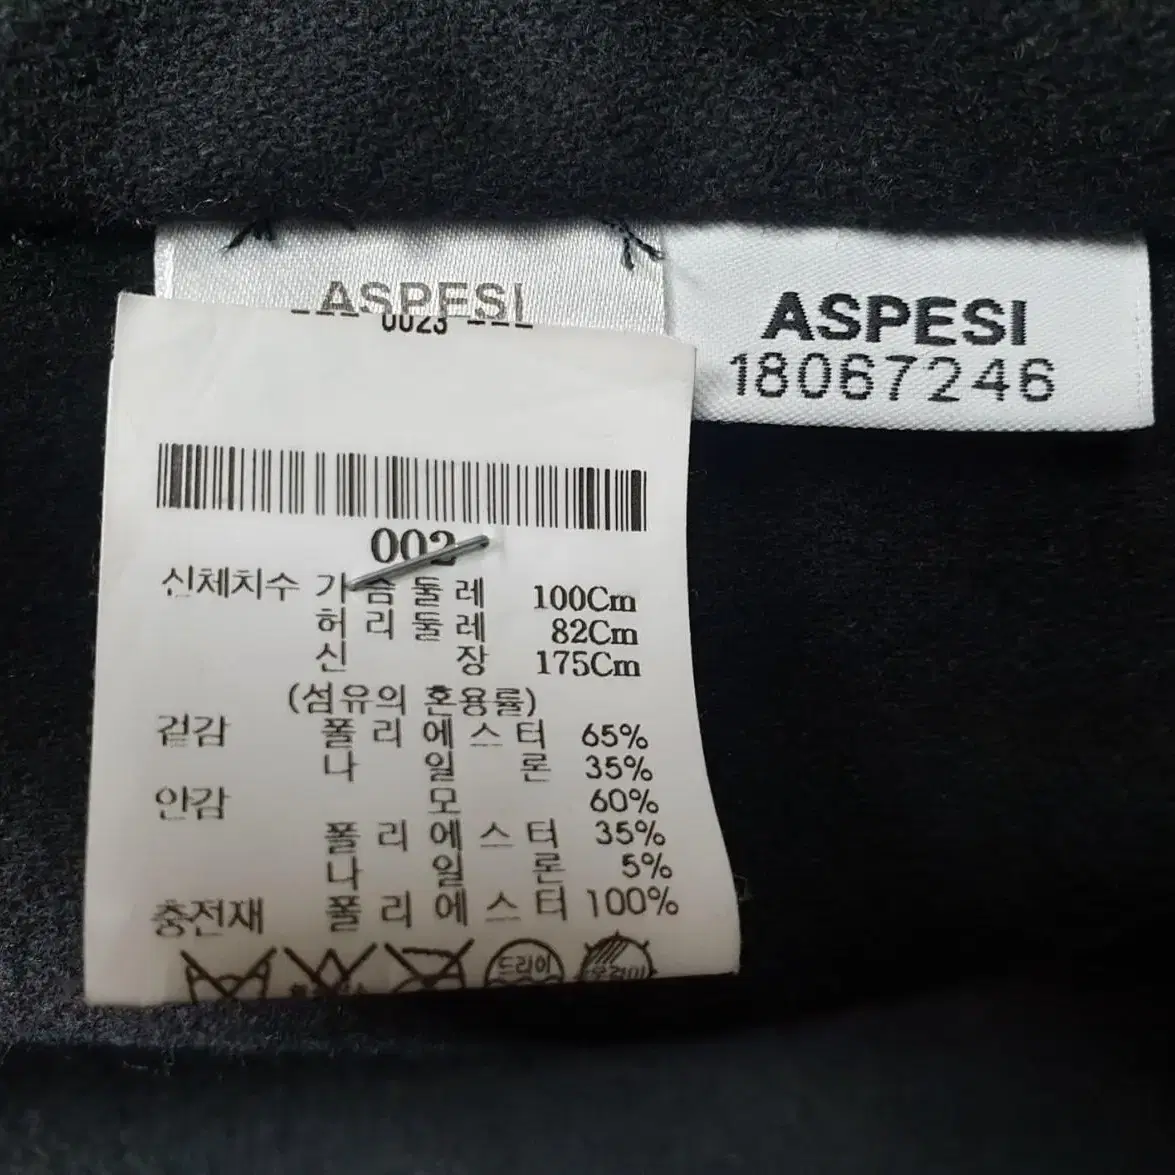 ASPESI
--- 0023 ---
ASPESI
18067246
002
신체치수 가슴둘레 100Cm
허리둘레 82Cm
신장 175Cm
(섬유의 혼용률)
겉감 폴리에스터 65%
나일론 35%
안감 모 60%
폴리에스터 35%
나일론 5%
충전재 폴리에스터 100%
드라이